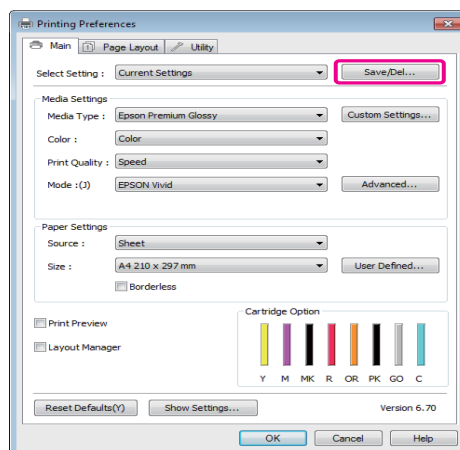 Printing Preferences
Main Page Layout Utility
Select Setting : Current Settings Save/Del...
Media Settings
Media Type : Epson Premium Glossy Custom Settings...
Color : Color
Print Quality : Speed
Mode :(J) EPSON Vivid Advanced...
Paper Settings
Source : Sheet
Size : A4 210 x 297 mm User Defined...
Borderless
Cartridge Option
Print Preview
Layout Manager
Y M MK R OR PK GO C
Reset Defaults(Y) Show Settings... Version 6.70
OK Cancel Help